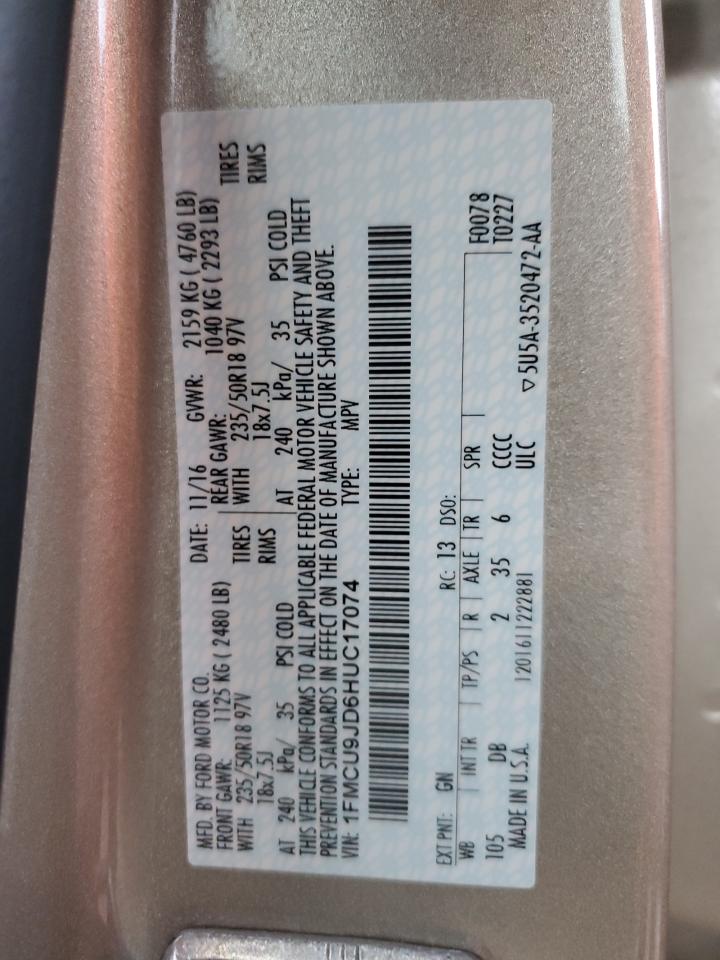 MFD. BY FORD MOTOR CO. DATE: 11/16 GVWR: 2159 KG ( 4760 LB)
FRONT GAWR: 1125 KG ( 2480 LB) REAR GAWR: 1040 KG ( 2293 LB)
WITH 235/50R18 97V TIRES WITH 235/50R18 97V TIRES
18x7.5J RIMS 18x7.5J RIMS
AT 240 kPa/ 35 PSI COLD AT 240 kPa/ 35 PSI COLD
THIS VEHICLE CONFORMS TO ALL APPLICABLE FEDERAL MOTOR VEHICLE SAFETY AND THEFT
PREVENTION STANDARDS IN EFFECT ON THE DATE OF MANUFACTURE SHOWN ABOVE.
VIN: 1FMCU9JD6HUC17074 TYPE: MPV
EXT PNT: GN RC: 13 DSO:
WB INT TR TP/PS R AXLE TR SPR F0078
105 DB 2 35 6 CCCC T0227
MADE IN U.S.A. 1201611222881 ULC ▽5U5A-3520472-AA